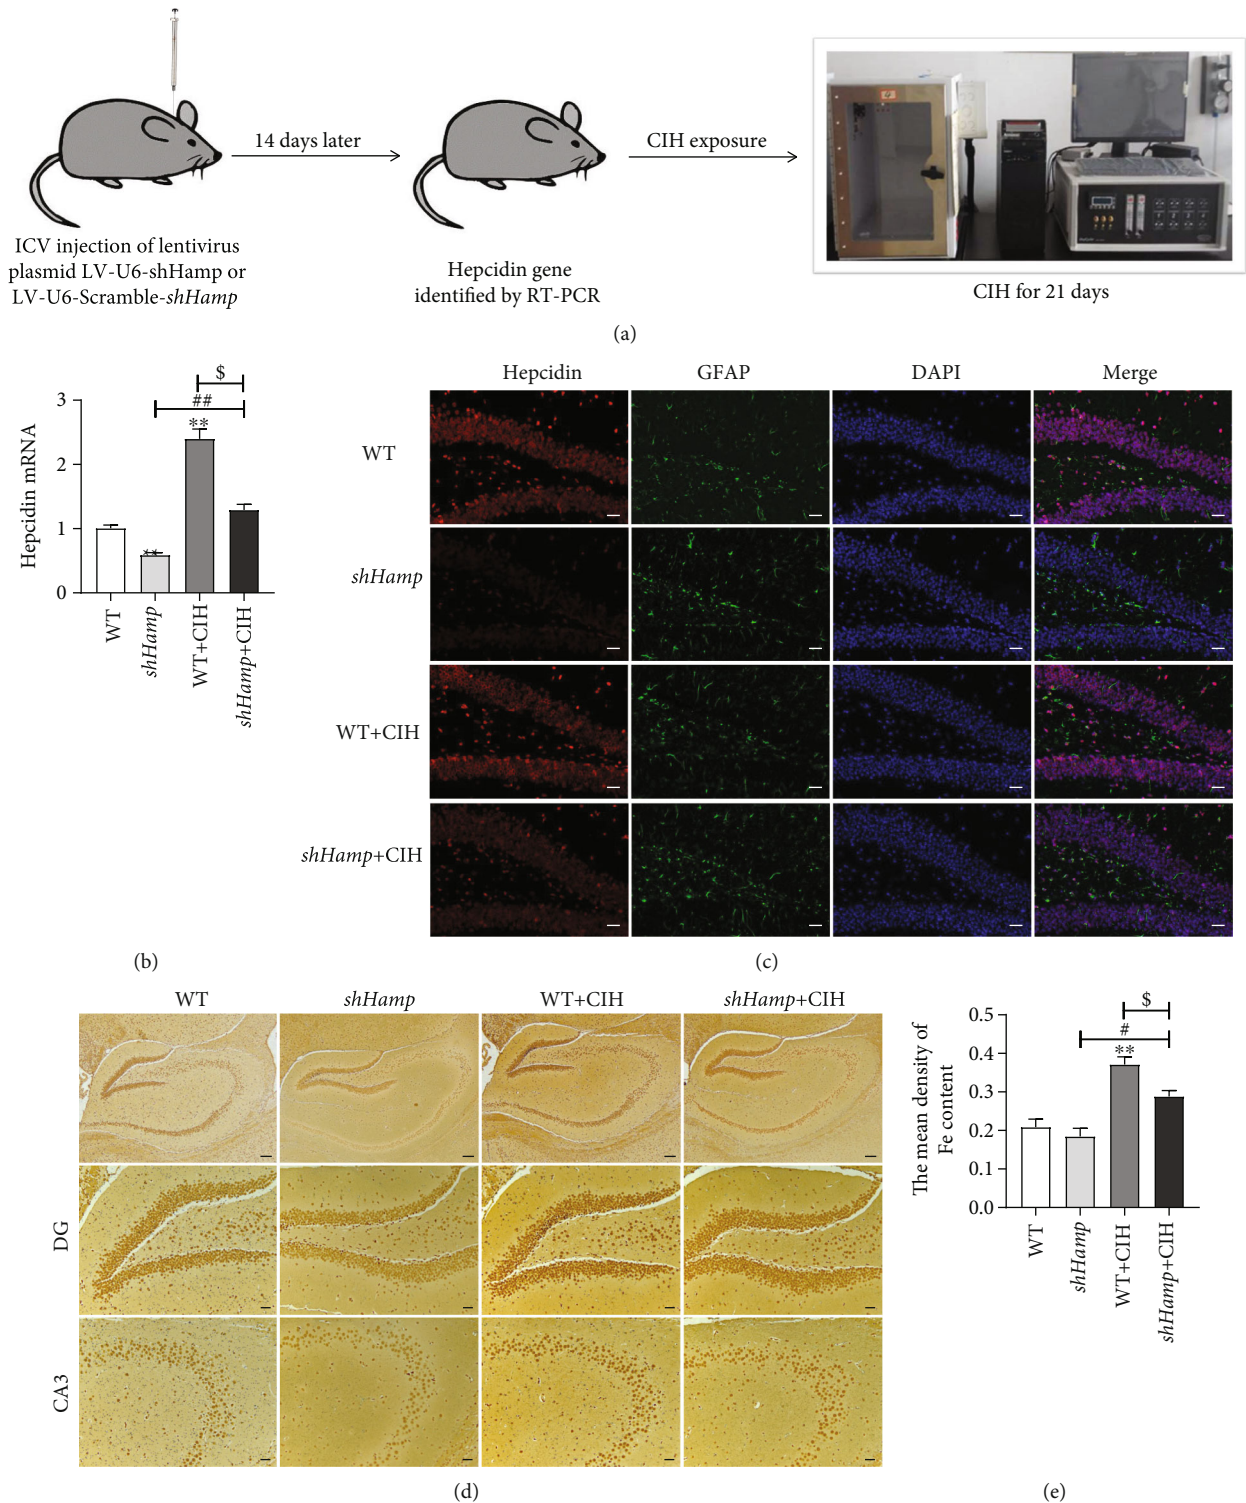 14 days later
CIH exposure
ICV injection of lentivirus
plasmid LV-U6-shHamp or
LV-U6-Scramble-shHamp
Hepcidin gene
identified by RT-PCR
CIH for 21 days
(a)
Hepcidin mRNA
3
2
1
0
**
**
##
$
WT
shHamp
WT+CIH
shHamp+CIH
(b)
Hepcidin GFAP DAPI Merge
WT
shHamp
WT+CIH
shHamp+CIH
(c)
WT shHamp WT+CIH shHamp+CIH
DG
CA3
(d)
The mean density of
Fe content
0.5
0.4
0.3
0.2
0.1
0.0
**
#
$
WT
shHamp
WT+CIH
shHamp+CIH
(e)